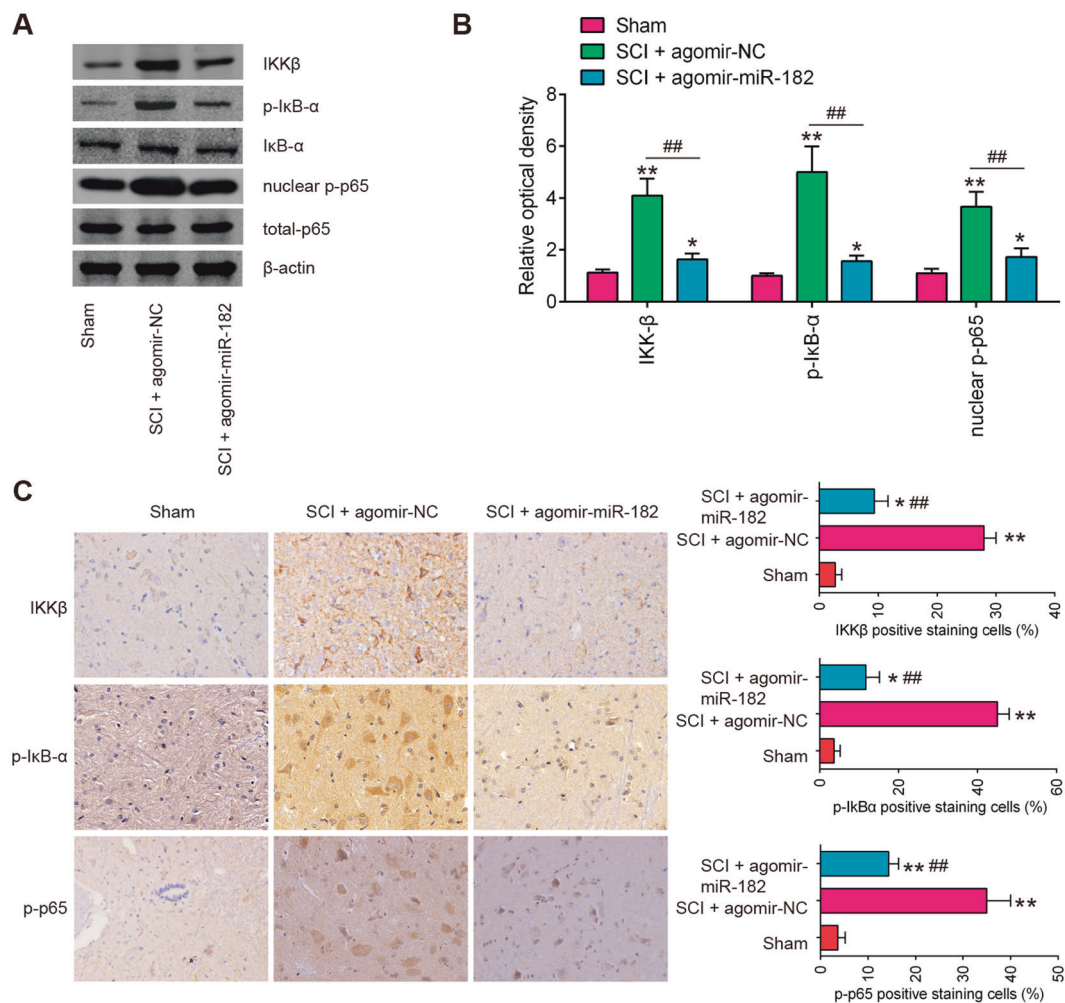 A
IKKβ
p-IκB-α
IκB-α
nuclear p-p65
total-p65
β-actin
Sham
SCI + agomir-NC
SCI + agomir-miR-182
B
Sham
SCI + agomir-NC
SCI + agomir-miR-182
Relative optical density
8
6
4
2
0
**
##
*
**
##
*
**
##
*
IKK-β
p-IκB-α
nuclear p-p65
C
Sham
SCI + agomir-NC
SCI + agomir-miR-182
IKKβ
p-IκB-α
p-p65
SCI + agomir-
miR-182
SCI + agomir-NC
Sham
* ##
**
0
10
20
30
40
IKKβ positive staining cells (%)
SCI + agomir-
miR-182
SCI + agomir-NC
Sham
* ##
**
0
20
40
60
p-IkBα positive staining cells (%)
SCI + agomir-
miR-182
SCI + agomir-NC
Sham
** ##
**
0
10
20
30
40
50
p-p65 positive staining cells (%)